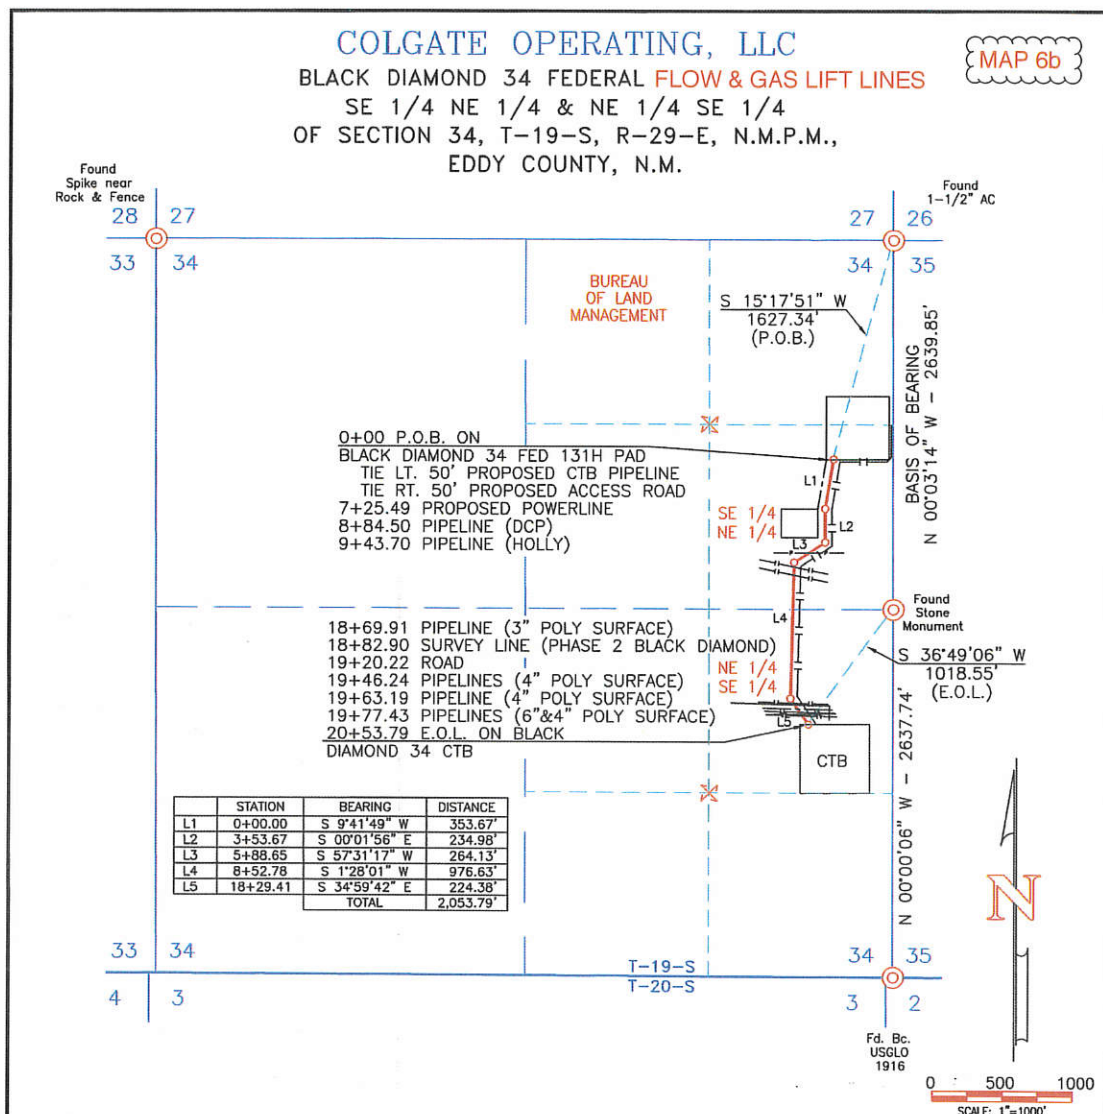 COLGATE OPERATING, LLC
MAP 6b
BLACK DIAMOND 34 FEDERAL FLOW & GAS LIFT LINES
SE 1/4 NE 1/4 & NE 1/4 SE 1/4
OF SECTION 34, T-19-S, R-29-E, N.M.P.M.,
EDDY COUNTY, N.M.
Found
Spike near
Rock & Fence
Found
1-1/2" AC
28 27
33 34
27 26
34 35
BUREAU
OF LAND
MANAGEMENT
S 15°17'51" W
1627.34'
(P.O.B.)
BASIS OF BEARING
N 00°03'14" W - 2639.85'
0+00 P.O.B. ON
BLACK DIAMOND 34 FED 131H PAD
TIE LT. 50' PROPOSED CTB PIPELINE
TIE RT. 50' PROPOSED ACCESS ROAD
7+25.49 PROPOSED POWERLINE
8+84.50 PIPELINE (DCP)
9+43.70 PIPELINE (HOLLY)
L1
SE 1/4
NE 1/4
L2
L3
L4
Found
Stone
Monument
18+69.91 PIPELINE (3" POLY SURFACE)
18+82.90 SURVEY LINE (PHASE 2 BLACK DIAMOND)
19+20.22 ROAD
19+46.24 PIPELINES (4" POLY SURFACE)
19+63.19 PIPELINE (4" POLY SURFACE)
19+77.43 PIPELINES (6"&4" POLY SURFACE)
20+53.79 E.O.L. ON BLACK
DIAMOND 34 CTB
NE 1/4
SE 1/4
S 36°49'06" W
1018.55'
(E.O.L.)
L5
CTB
N 00°00'06" W - 2637.74'
STATION BEARING DISTANCE
L1 0+00.00 S 9°41'49" W 353.67'
L2 3+53.67 S 00°01'56" E 234.98'
L3 5+88.65 S 57°31'17" W 264.13'
L4 8+52.78 S 1°28'01" W 976.63'
L5 18+29.41 S 34°59'42" E 224.38'
TOTAL 2,053.79'
N
33 34
4 3
T-19-S
T-20-S
34 35
3 2
Fd. Bc.
USGLO
1916
0 500 1000
SCALE: 1"=1000'